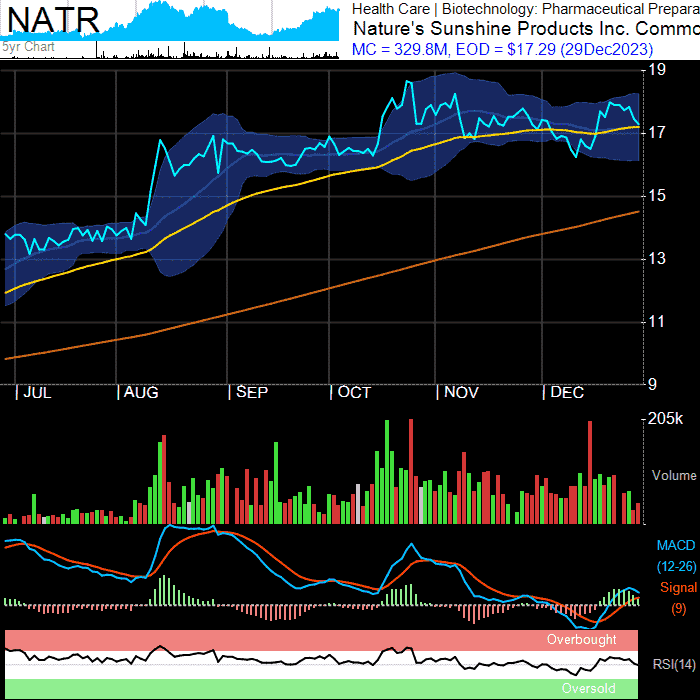 NATR
5yr Chart
Health Care | Biotechnology: Pharmaceutical Prepara
Nature's Sunshine Products Inc. Commo
MC = 329.8M, EOD = $17.29 (29Dec2023)
19
17
15
13
11
9
JUL
AUG
SEP
OCT
NOV
DEC
205k
Volume
MACD
(12-26)
Signal
(9)
Overbought
RSI(14)
Oversold